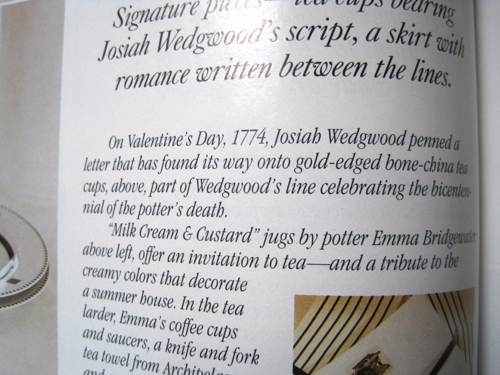 Signature pieces— tea cups bearing
Josiah Wedgwood's script, a skirt with
romance written between the lines.
On Valentine's Day, 1774, Josiah Wedgwood penned a
letter that has found its way onto gold-edged bone-china tea
cups, above, part of Wedgwood's line celebrating the bicenten-
nial of the potter's death.
"Milk Cream & Custard" jugs by potter Emma Bridgewater,
above left, offer an invitation to tea—and a tribute to the
creamy colors that decorate
a summer house. In the tea
larder, Emma's coffee cups
and saucers, a knife and fork
tea towel from Archipelago
and